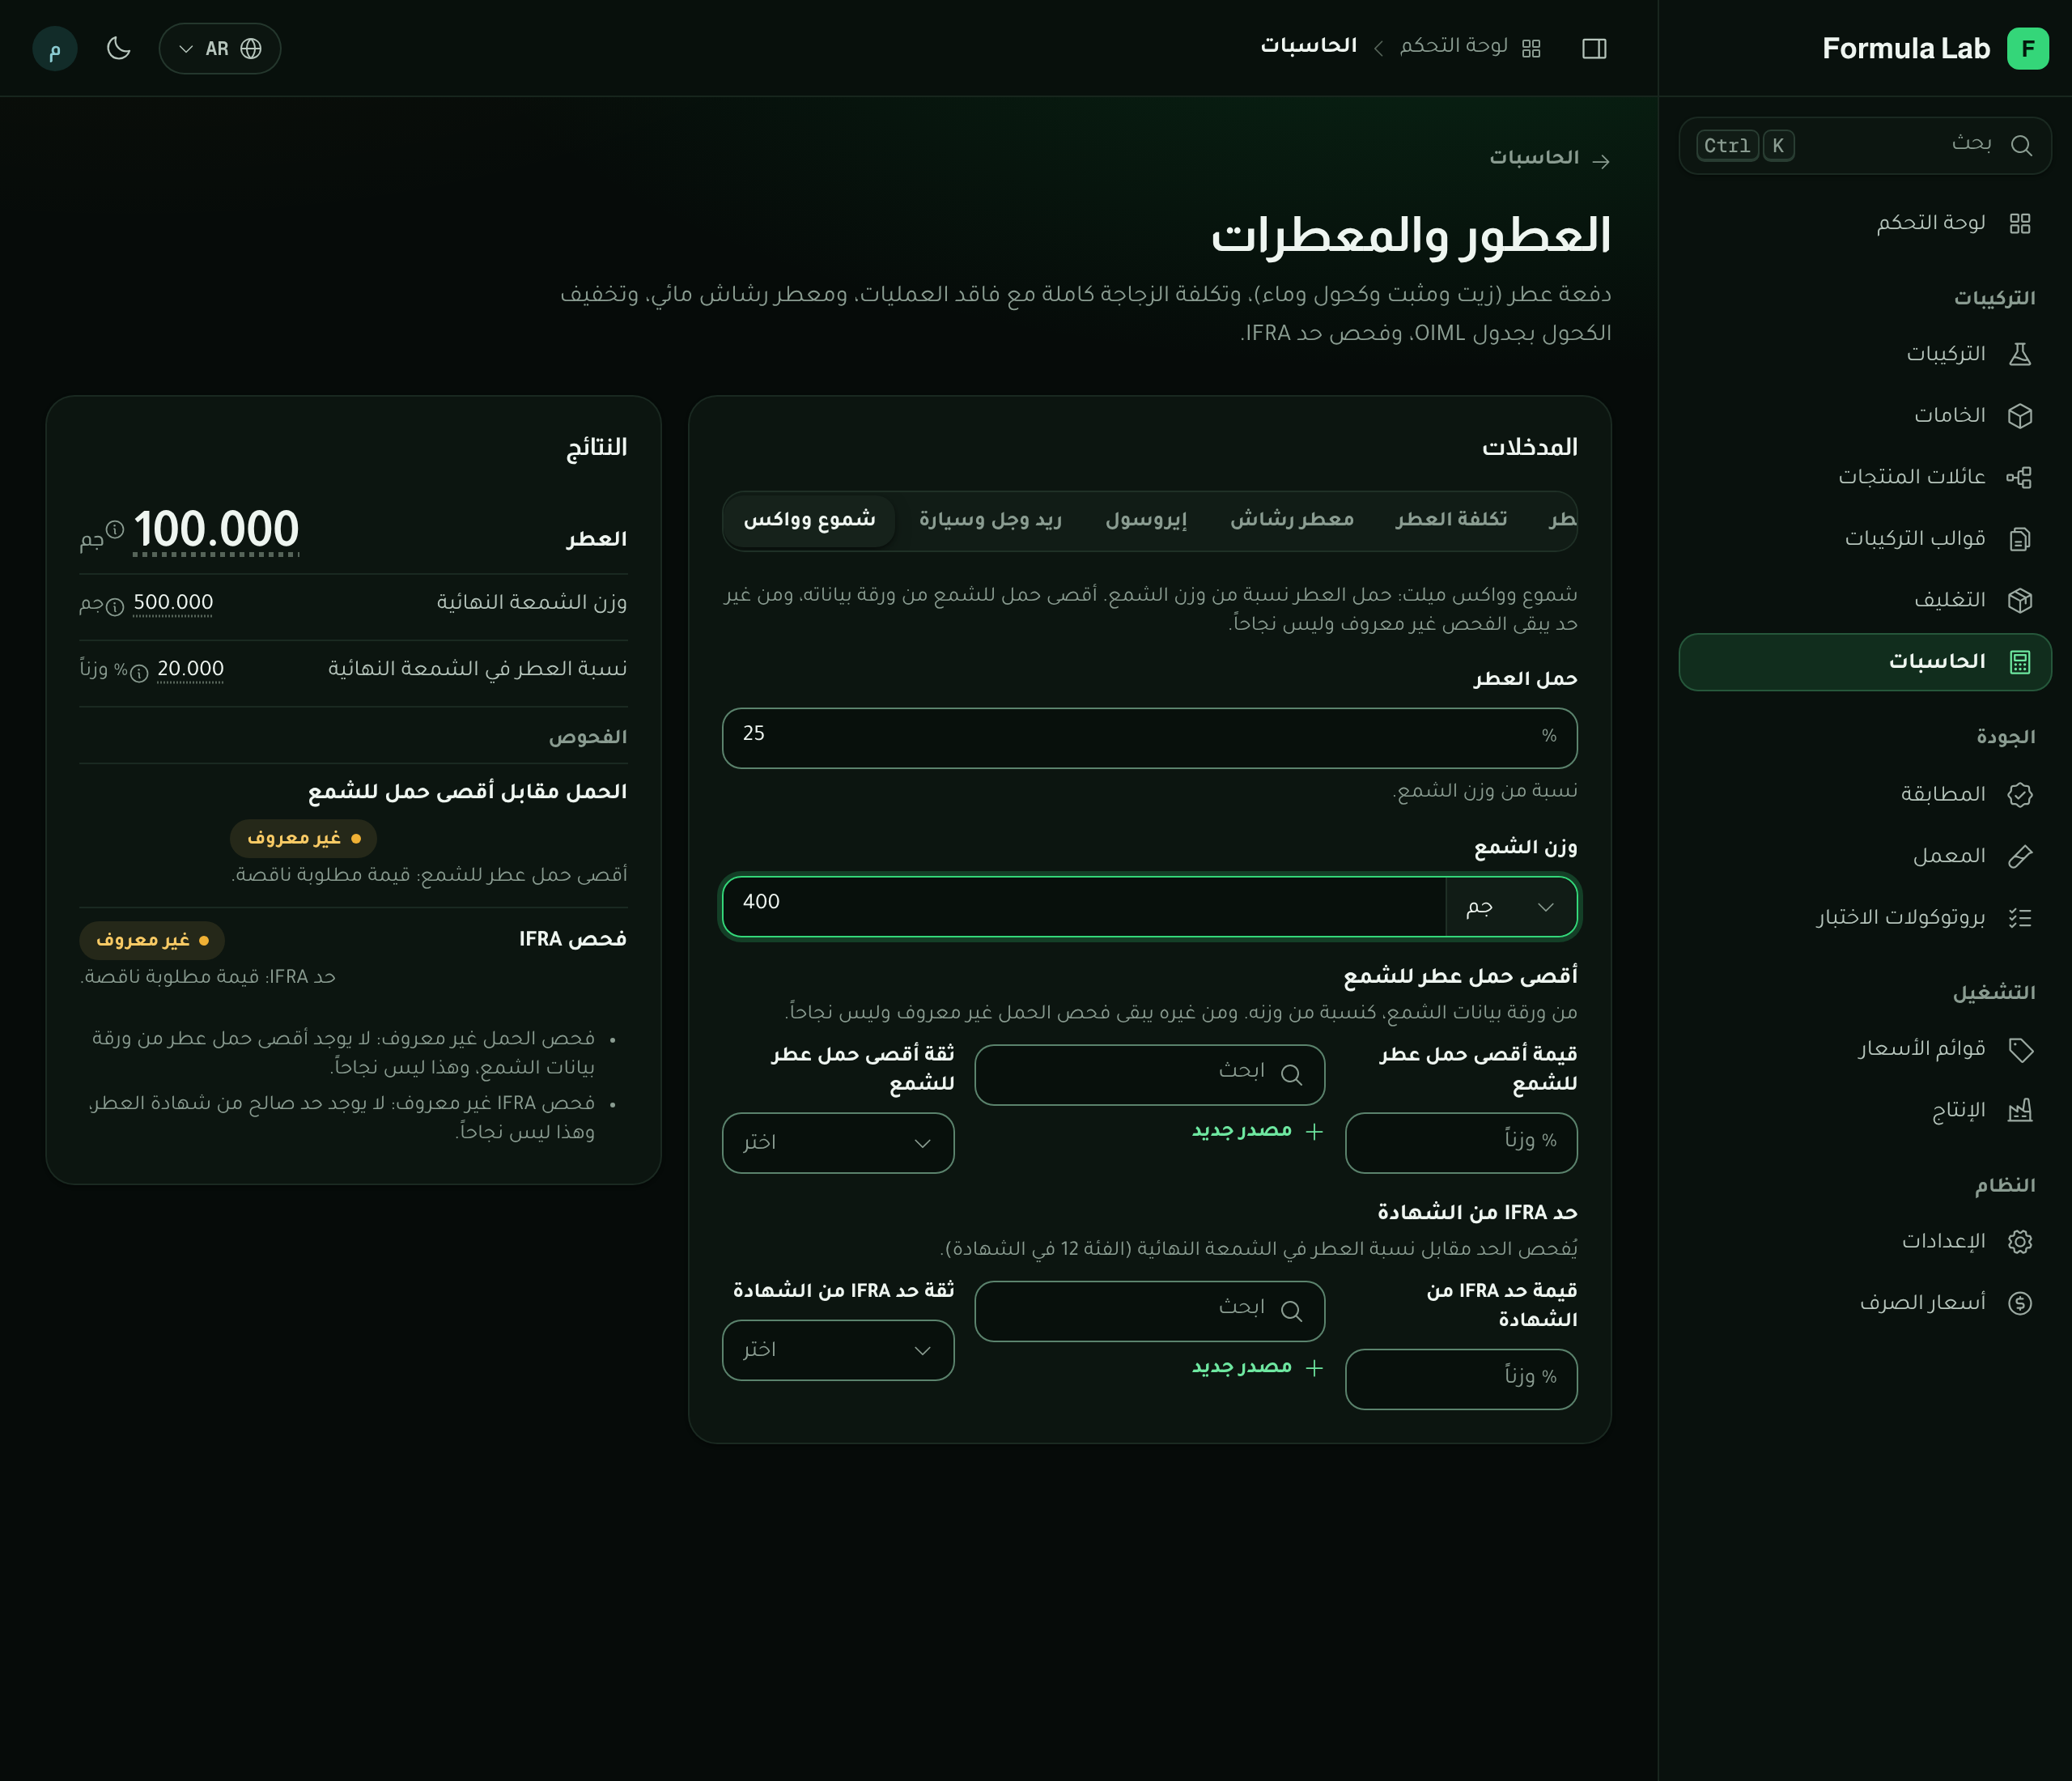 Formula Lab
F
بحث
Ctrl K
لوحة التحكم
التركيبات
التركيبات
الخامات
عائلات المنتجات
قوالب التركيبات
التغليف
الحاسبات
الجودة
المطابقة
المعمل
بروتوكولات الاختبار
التشغيل
قوائم الأسعار
الإنتاج
النظام
الإعدادات
أسعار الصرف
لوحة التحكم
الحاسبات
AR
م
الحاسبات
العطور والمعطرات
دفعة عطر (زيت ومثبت وكحول وماء)، وتكلفة الزجاجة كاملة مع فاقد العمليات، ومعطر رشاش مائي، وتخفيف
الكحول بجدول OIML، وفحص حد IFRA.
المدخلات
طر
تكلفة العطر
معطر رشاش
إيروسول
ريد وجل وسيارة
شموع وواكس
شموع وواكس ميلت: حمل العطر نسبة من وزن الشمع. أقصى حمل للشمع من ورقة بياناته، ومن غير
حد يبقى الفحص غير معروف وليس نجاحاً.
حمل العطر
% 25
نسبة من وزن الشمع.
وزن الشمع
جم 400
أقصى حمل عطر للشمع
من ورقة بيانات الشمع، كنسبة من وزنه. ومن غيره يبقى فحص الحمل غير معروف وليس نجاحاً.
قيمة أقصى حمل عطر
للشمع
% وزناً
ابحث
مصدر جديد
ثقة أقصى حمل عطر
للشمع
اختر
حد IFRA من الشهادة
يُفحص الحد مقابل نسبة العطر في الشمعة النهائية (الفئة 12 في الشهادة).
قيمة حد IFRA من
الشهادة
% وزناً
ابحث
مصدر جديد
ثقة حد IFRA من الشهادة
اختر
النتائج
العطر 100.000 جم
وزن الشمعة النهائية 500.000 جم
نسبة العطر في الشمعة النهائية 20.000 % وزناً
الفحوص
الحمل مقابل أقصى حمل للشمع
غير معروف
أقصى حمل عطر للشمع: قيمة مطلوبة ناقصة.
فحص IFRA
غير معروف
حد IFRA: قيمة مطلوبة ناقصة.
• فحص الحمل غير معروف: لا يوجد أقصى حمل عطر من ورقة
بيانات الشمع، وهذا ليس نجاحاً.
• فحص IFRA غير معروف: لا يوجد حد صالح من شهادة العطر،
وهذا ليس نجاحاً.